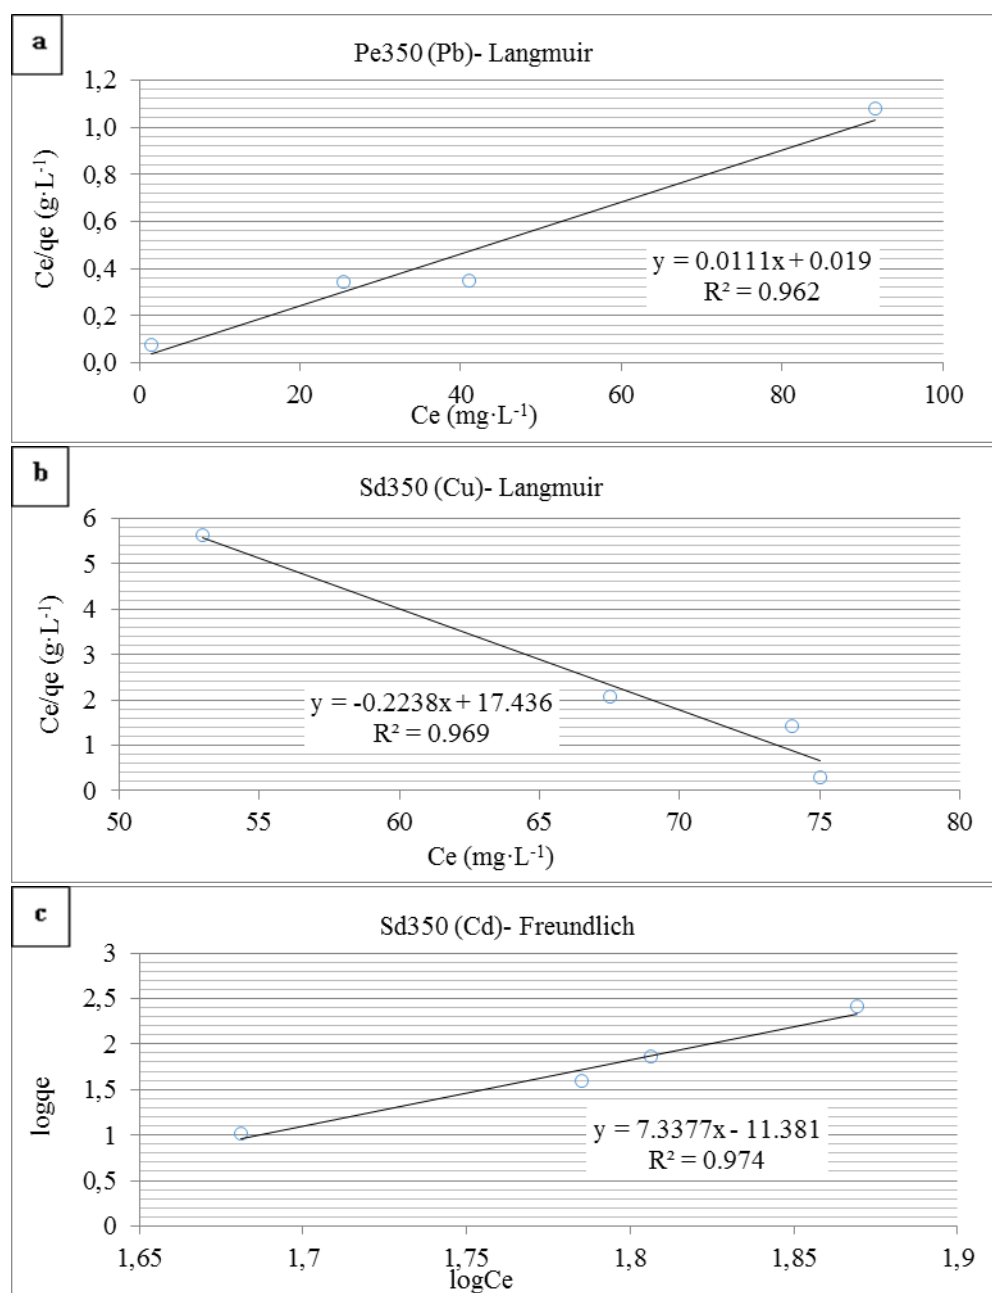 a
Pe350 (Pb)- Langmuir
1,2
1,0
0,8
0,6
0,4
0,2
0,0
Ce/qe (g·L⁻¹)
y = 0.0111x + 0.019
R² = 0.962
0 20 40 60 80 100
Ce (mg·L⁻¹)
b
Sd350 (Cu)- Langmuir
6
5
4
3
2
1
0
Ce/qe (g·L⁻¹)
y = -0.2238x + 17.436
R² = 0.969
50 55 60 65 70 75 80
Ce (mg·L⁻¹)
c
Sd350 (Cd)- Freundlich
3
2,5
2
1,5
1
0,5
0
logqe
y = 7.3377x - 11.381
R² = 0.974
1,65 1,7 1,75 1,8 1,85 1,9
logCe